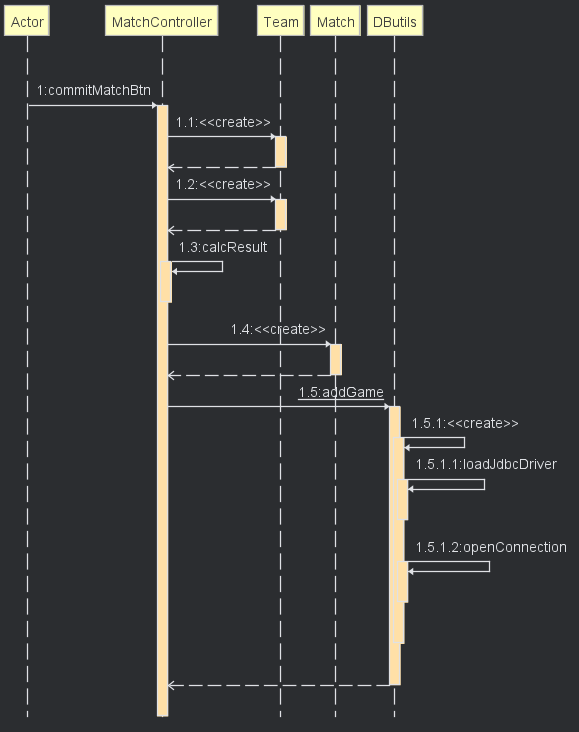 Actor MatchController Team Match DButils
1:commitMatchBtn
1.1:<<create>>
1.2:<<create>>
1.3:calcResult
1.4:<<create>>
1.5:addGame
1.5.1:<<create>>
1.5.1.1:loadJdbcDriver
1.5.1.2:openConnection